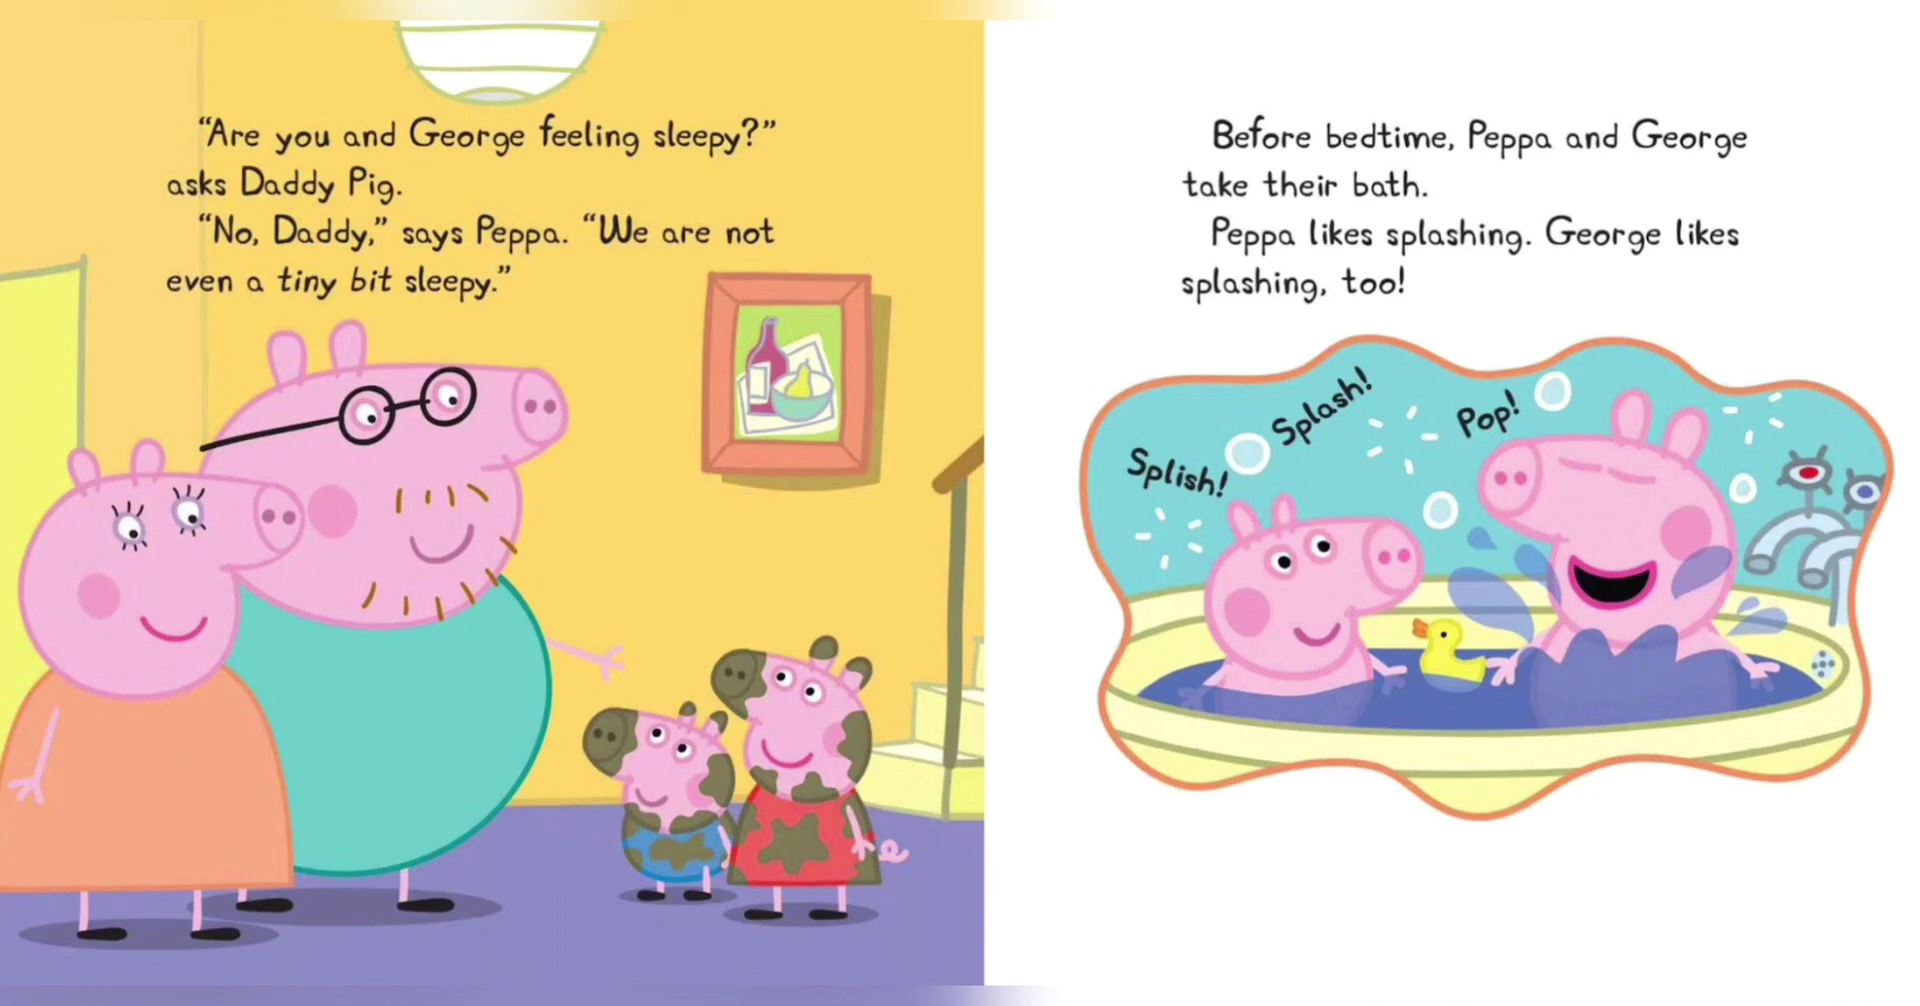 “Are you and George feeling sleepy?”
asks Daddy Pig.
“No, Daddy,” says Peppa. “We are not
even a tiny bit sleepy.”
Before bedtime, Peppa and George
take their bath.
Peppa likes splashing. George likes
splashing, too!
Splish!
Splash!
Pop!